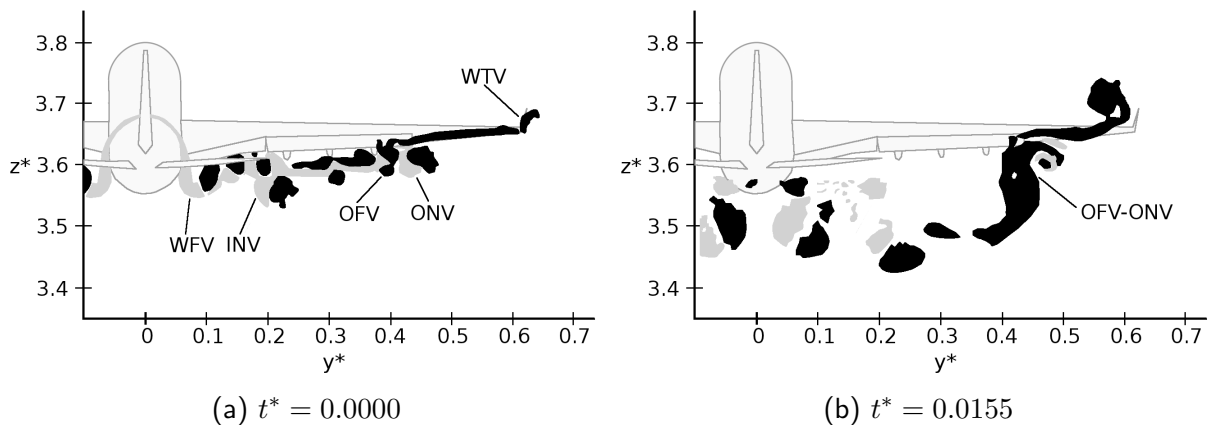 3.8
3.7
z* 3.6
3.5
3.4
WTV
WFV INV OFV ONV
0 0.1 0.2 0.3 0.4 0.5 0.6 0.7
y*
(a) t* = 0.0000
3.8
3.7
z* 3.6
3.5
3.4
OFV-ONV
0 0.1 0.2 0.3 0.4 0.5 0.6 0.7
y*
(b) t* = 0.0155